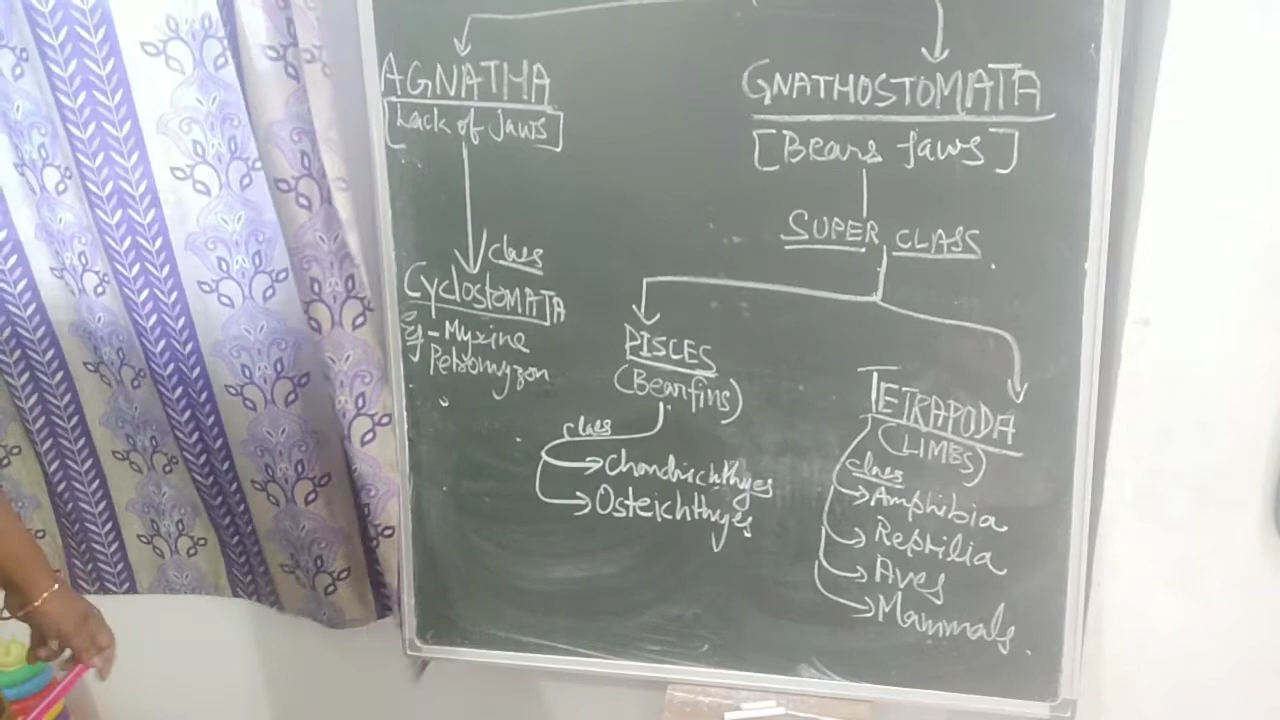 AGNATHA
[Lack of Jaws]
class
CyclostoMATA
Eg - Myxine
Petromyzon
GNATHOSTOMATA
[Bears Jaws]
SUPER CLASS
PISCES
(Bear fins)
class
Chondrichthyes
Osteichthyes
TETRAPODA
(LIMBS)
class
Amphibia
Reptilia
Aves
Mammals.